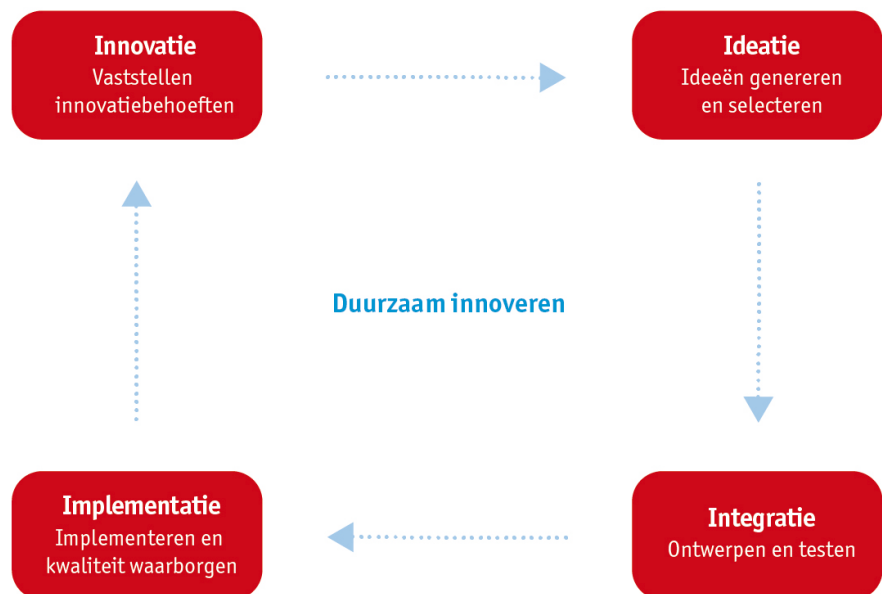 Innovatie
Vaststellen
innovatiebehoeften
Ideatie
Ideeën genereren
en selecteren
Duurzaam innoveren
Implementatie
Implementeren en
kwaliteit waarborgen
Integratie
Ontwerpen en testen